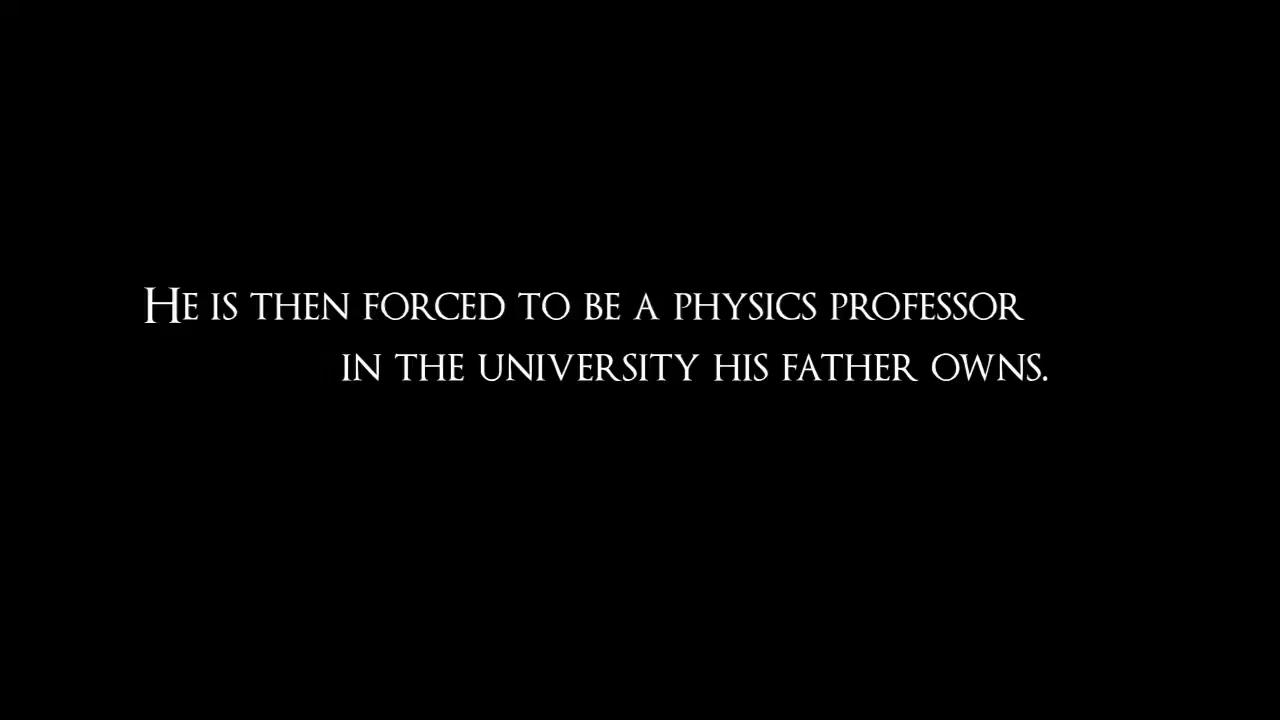 He is then forced to be a physics professor
in the university his father owns.